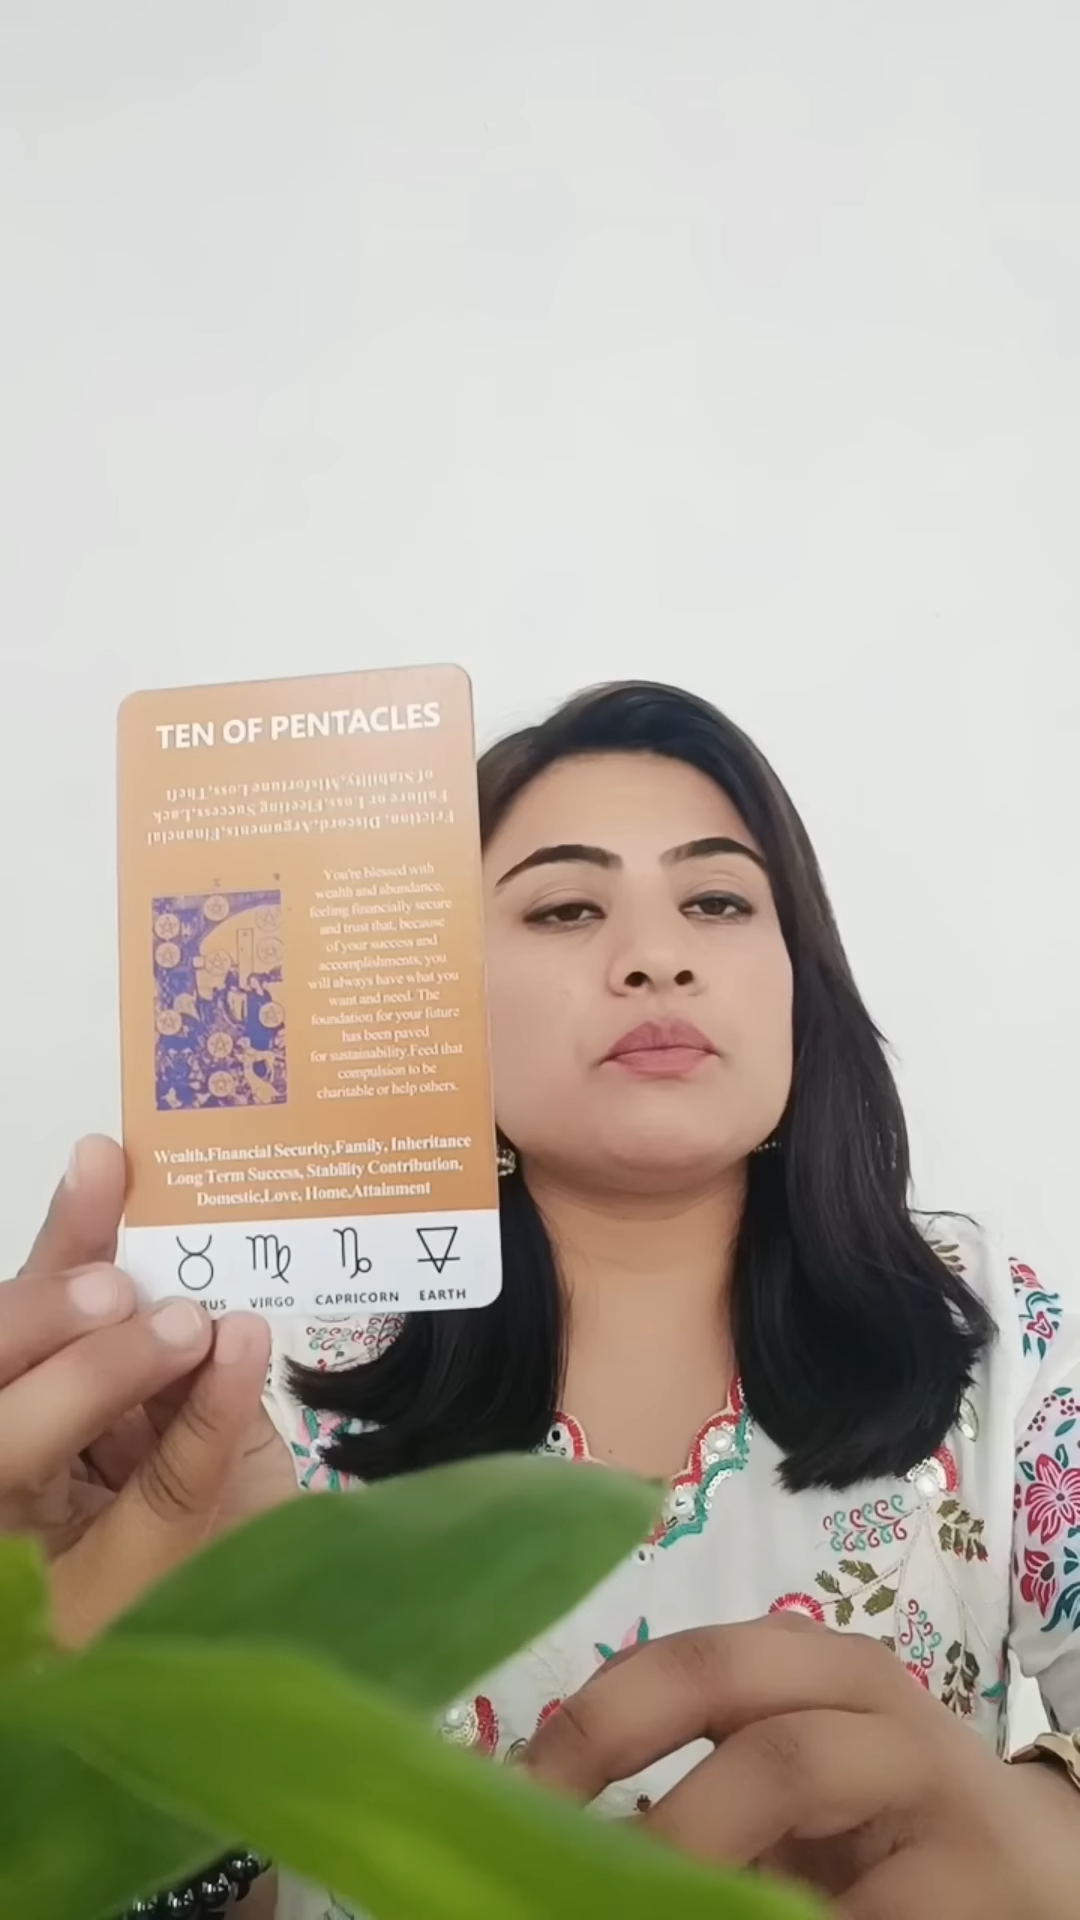 TEN OF PENTACLES
Friction, Discord,Arguments,Financial
Failure or Loss,Fleeting Success,Lack
of Stability,Misfortune Loss,Theft
You're blessed with
wealth and abundance,
feeling financially secure
and trust that, because
of your success and
accomplishments, you
will always have what you
want and need. The
foundation for your future
has been paved
for sustainability.Feed that
compulsion to be
charitable or help others.
Wealth,Financial Security,Family, Inheritance
Long Term Success, Stability Contribution,
Domestic,Love, Home,Attainment
RUS VIRGO CAPRICORN EARTH